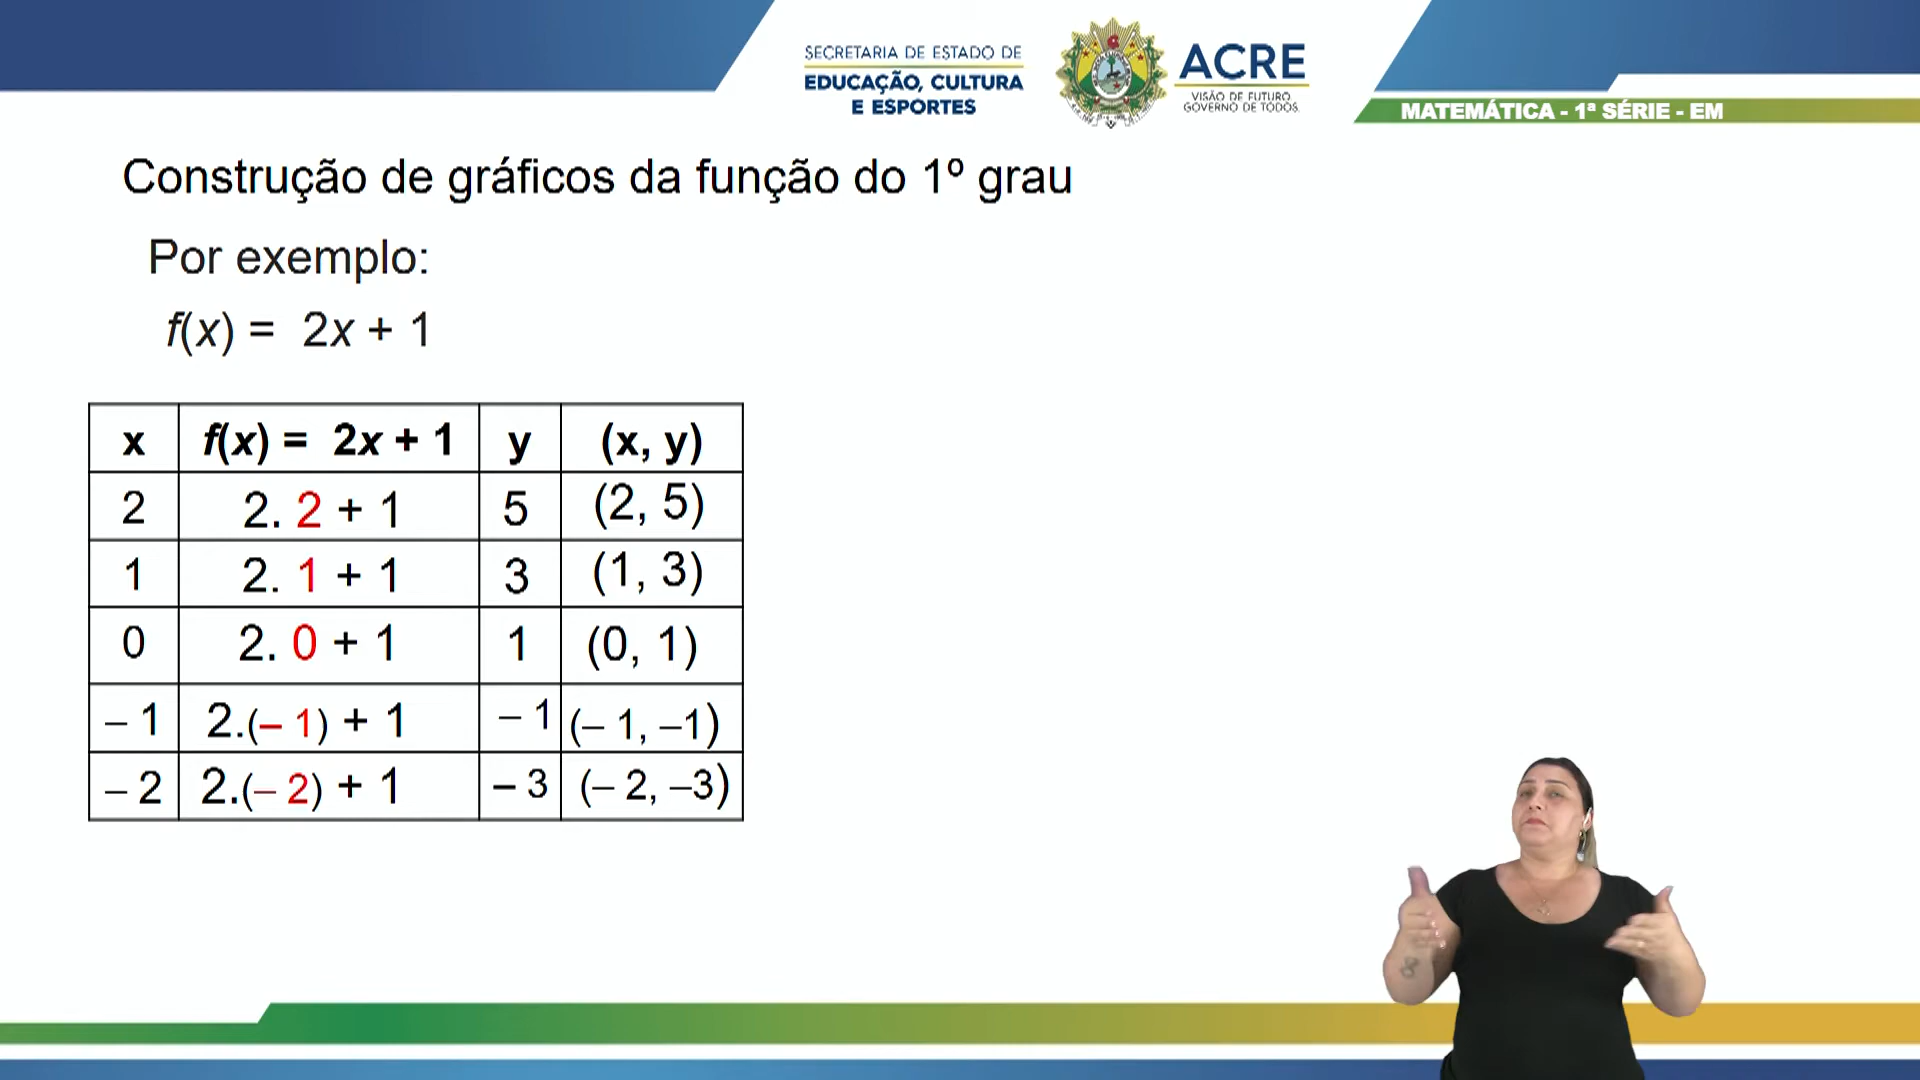 SECRETARIA DE ESTADO DE
EDUCAÇÃO, CULTURA
E ESPORTES
ACRE
VISÃO DE FUTURO.
GOVERNO DE TODOS.
MATEMÁTICA - 1ª SÉRIE - EM
Construção de gráficos da função do 1º grau
Por exemplo:
f(x) = 2x + 1
x f(x) = 2x + 1 y (x, y)
2 2. 2 + 1 5 (2, 5)
1 2. 1 + 1 3 (1, 3)
0 2. 0 + 1 1 (0, 1)
– 1 2.(– 1) + 1 – 1 (– 1, –1)
– 2 2.(– 2) + 1 – 3 (– 2, –3)